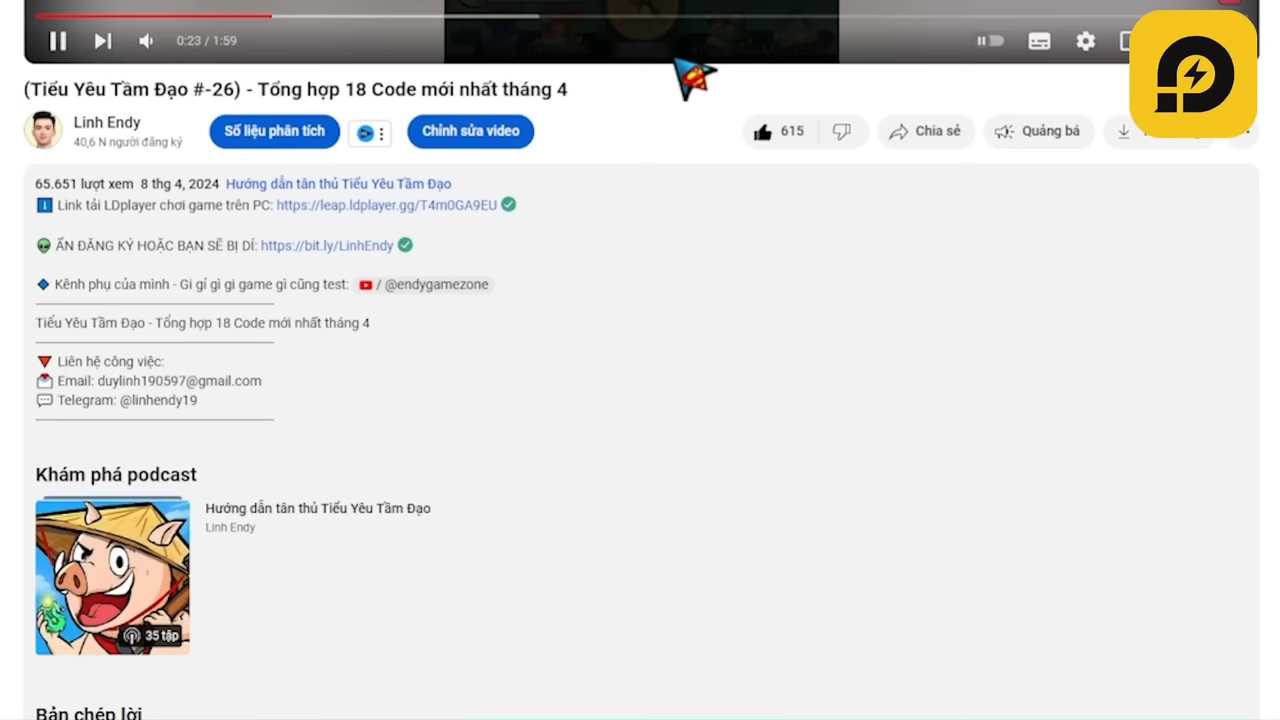 0:23 / 1:59
(Tiểu Yêu Tầm Đạo #-26) - Tổng hợp 18 Code mới nhất tháng 4
Linh Endy
40,6 N người đăng ký
Số liệu phân tích
Chỉnh sửa video
615
Chia sẻ
Quảng bá
65.651 lượt xem 8 thg 4, 2024 Hướng dẫn tân thủ Tiểu Yêu Tầm Đạo
Link tải LDplayer chơi game trên PC: https://leap.ldplayer.gg/T4m0GA9EU
ẤN ĐĂNG KÝ HOẶC BẠN SẼ BỊ DÍ: https://bit.ly/LinhEndy
Kênh phụ của mình - Gi gỉ gì gi game gì cũng test: / @endygamezone
Tiểu Yêu Tầm Đạo - Tổng hợp 18 Code mới nhất tháng 4
Liên hệ công việc:
Email: duylinh190597@gmail.com
Telegram: @linhendy19
Khám phá podcast
Hướng dẫn tân thủ Tiểu Yêu Tầm Đạo
Linh Endy
35 tập
Bản chép lời